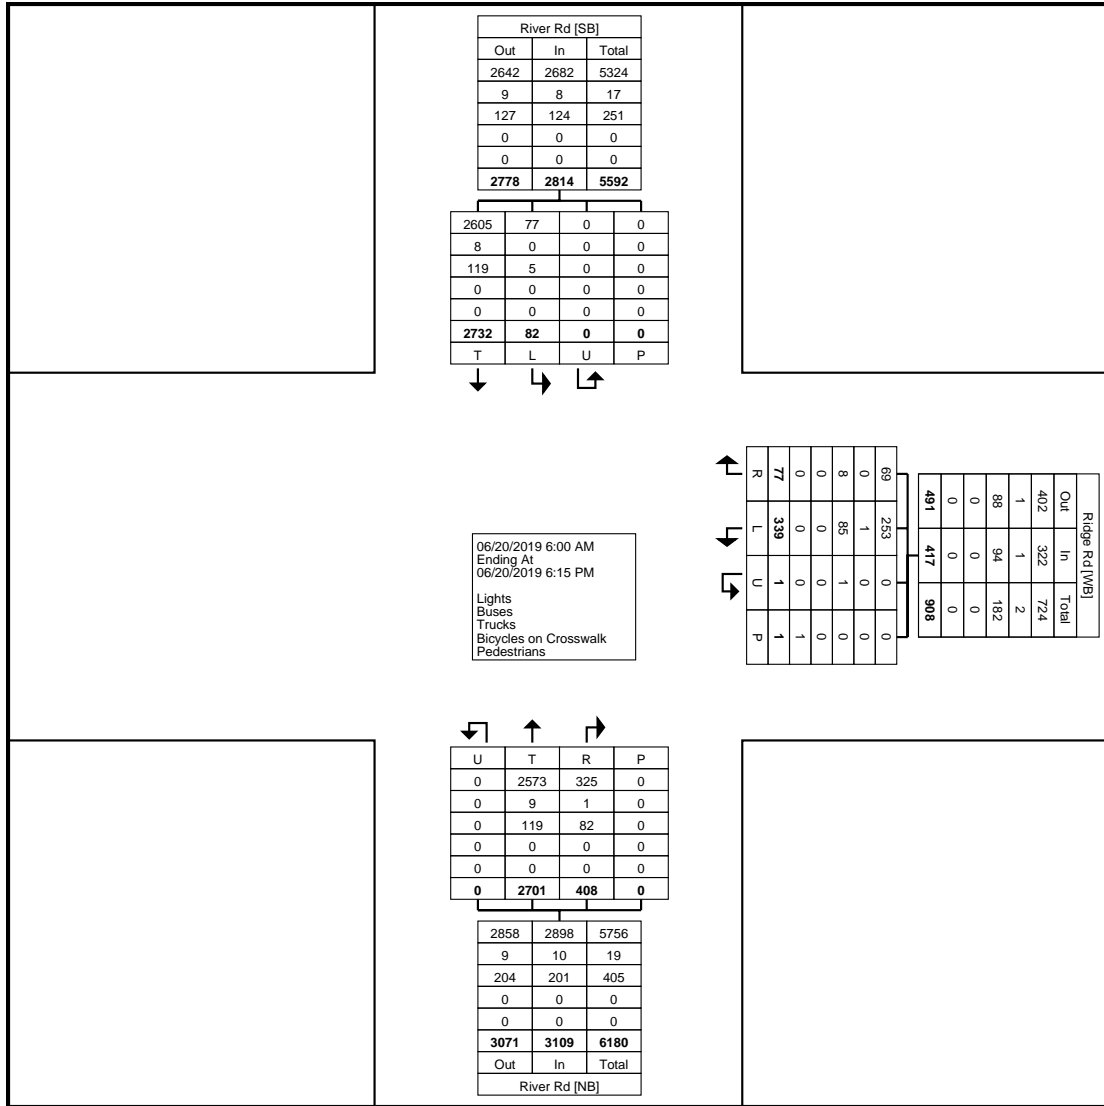 River Rd [SB]
Out In Total
2642 2682 5324
9 8 17
127 124 251
0 0 0
0 0 0
2778 2814 5592
2605 77 0 0
8 0 0 0
119 5 0 0
0 0 0 0
0 0 0 0
2732 82 0 0
T L U P
Ridge Rd [WB]
Out In Total
402 322 724
1 1 2
88 94 182
0 0 0
0 0 0
491 417 908
69 253 0 0
0 1 0 0
8 85 1 0
0 0 0 0
0 0 0 1
77 339 1 1
R L U P
06/20/2019 6:00 AM
Ending At
06/20/2019 6:15 PM
Lights
Buses
Trucks
Bicycles on Crosswalk
Pedestrians
U T R P
0 2573 325 0
0 9 1 0
0 119 82 0
0 0 0 0
0 0 0 0
0 2701 408 0
2858 2898 5756
9 10 19
204 201 405
0 0 0
0 0 0
3071 3109 6180
Out In Total
River Rd [NB]